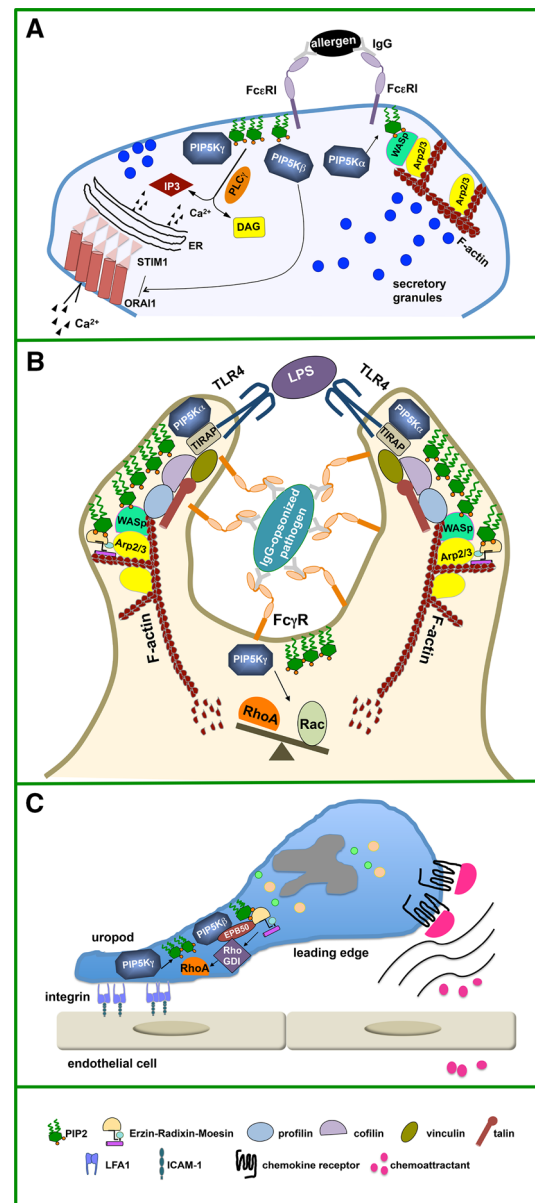 A
allergen
IgG
FcεRI
FcεRI
PIP5Kγ
PIP5Kβ
PIP5Kα
WASp
Arp2/3
Arp2/3
IP3
PLCγ
Ca²⁺
DAG
ER
STIM1
F-actin
ORAI1
secretory
granules
Ca²⁺
B
TLR4
LPS
TLR4
PIP5Kα
PIP5Kα
TIRAP
TIRAP
WASp
WASp
Arp2/3
Arp2/3
IgG-opsonized
pathogen
F-actin
FcγR
F-actin
PIP5Kγ
RhoA
Rac
C
uropod
PIP5Kβ
EPB50
leading edge
PIP5Kγ
RhoA
Rho
GDI
integrin
endothelial cell
PIP2
Erzin-Radixin-Moesin
profilin
cofilin
vinculin
talin
LFA1
ICAM-1
chemokine receptor
chemoattractant